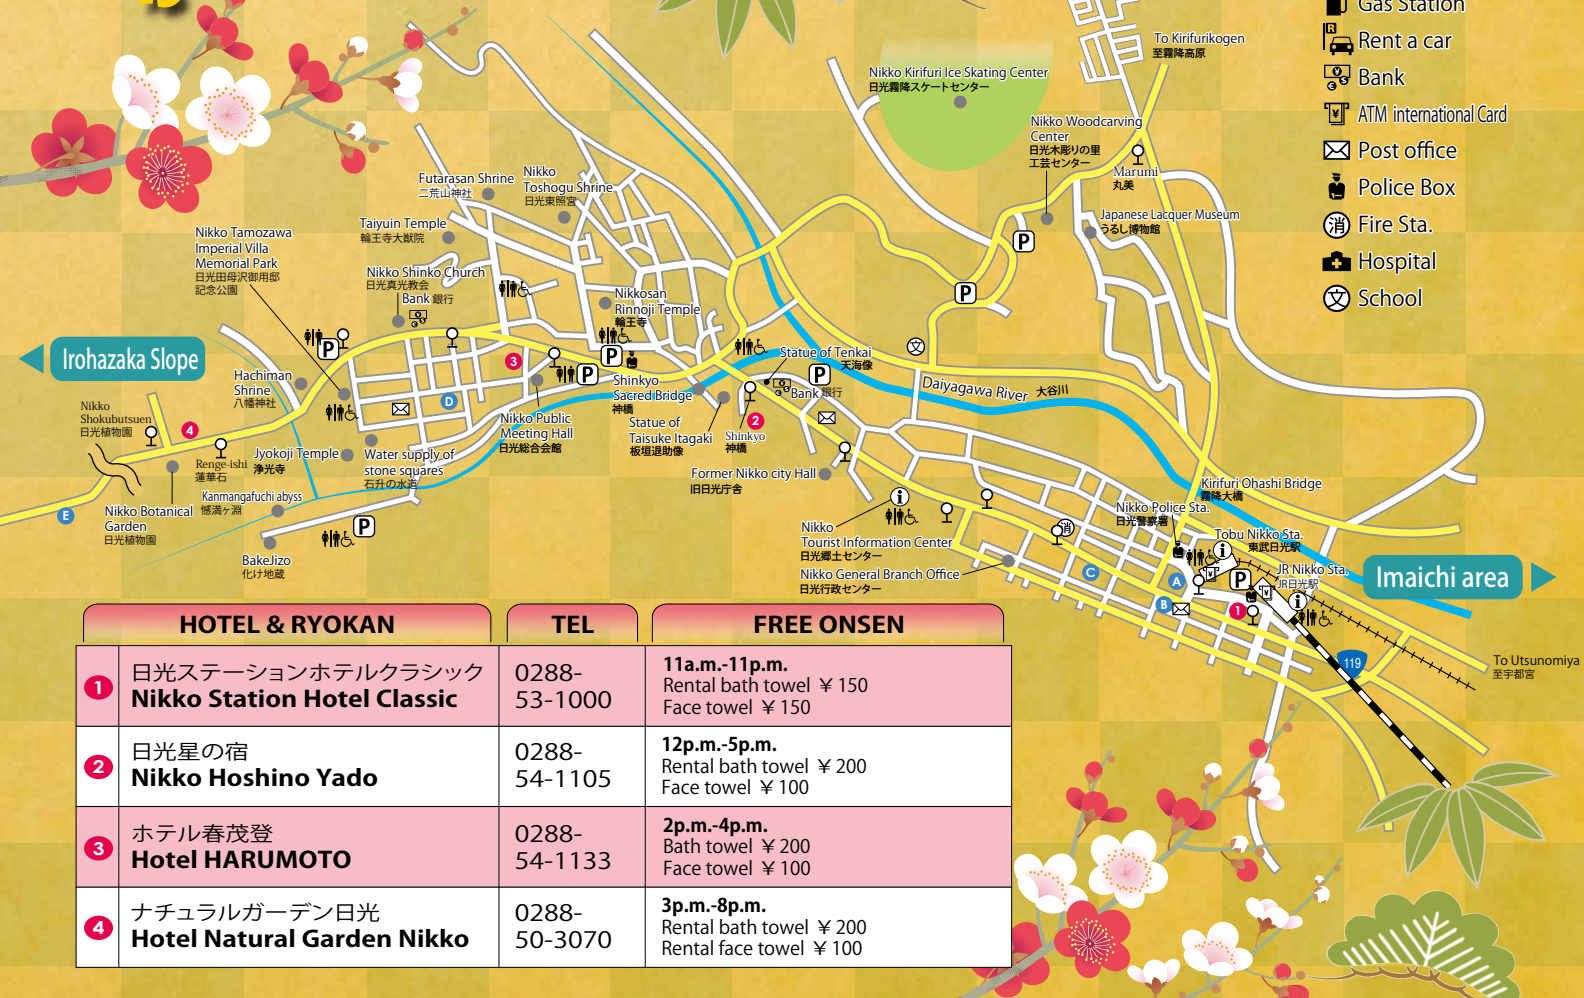 Gas Station
Rent a car
Bank
ATM international Card
Post office
Police Box
消 Fire Sta.
Hospital
文 School
To Kirifurikogen
至霧降高原
Nikko Kirifuri Ice Skating Center
日光霧降スケートセンター
Nikko Woodcarving
Center
日光木彫りの里
工芸センター
Marumi
丸美
Japanese Lacquer Museum
うるし博物館
Futarasan Shrine
二荒山神社
Nikko
Toshogu Shrine
日光東照宮
Taiyuin Temple
輪王寺大猷院
Nikko Tamozawa
Imperial Villa
Memorial Park
日光田母沢御用邸
記念公園
Nikko Shinko Church
日光真光教会
Bank 銀行
Nikkosan
Rinnoji Temple
輪王寺
Irohazaka Slope
Hachiman
Shrine
八幡神社
Nikko
Shokubutsuen
日光植物園
Renge-ishi
蓮華石
Jyokoji Temple
浄光寺
Water supply of
stone squares
石升の水道
Nikko Public
Meeting Hall
日光総合会館
Shinkyo
Sacred Bridge
神橋
Statue of
Taisuke Itagaki
板垣退助像
Shinkyo
神橋
Statue of Tenkai
天海像
Bank 銀行
Daiyagawa River 大谷川
Former Nikko city Hall
旧日光庁舎
Nikko Botanical
Garden
日光植物園
Kanmangafuchi abyss
憾満ヶ淵
BakeJizo
化け地蔵
Nikko
Tourist Information Center
日光郷土センター
Nikko General Branch Office
日光行政センター
Kirifuri Ohashi Bridge
霧降大橋
Nikko Police Sta.
日光警察署
Tobu Nikko Sta.
東武日光駅
JR Nikko Sta.
JR日光駅
Imaichi area
To Utsunomiya
至宇都宮
119
P
P
P
P
P
P
P
P
P
文
消
A
B
C
D
E
1
2
3
4
HOTEL & RYOKAN TEL FREE ONSEN
1 日光ステーションホテルクラシック
Nikko Station Hotel Classic
0288-
53-1000
11a.m.-11p.m.
Rental bath towel ¥150
Face towel ¥150
2 日光星の宿
Nikko Hoshino Yado
0288-
54-1105
12p.m.-5p.m.
Rental bath towel ¥200
Face towel ¥100
3 ホテル春茂登
Hotel HARUMOTO
0288-
54-1133
2p.m.-4p.m.
Bath towel ¥200
Face towel ¥100
4 ナチュラルガーデン日光
Hotel Natural Garden Nikko
0288-
50-3070
3p.m.-8p.m.
Rental bath towel ¥200
Rental face towel ¥100